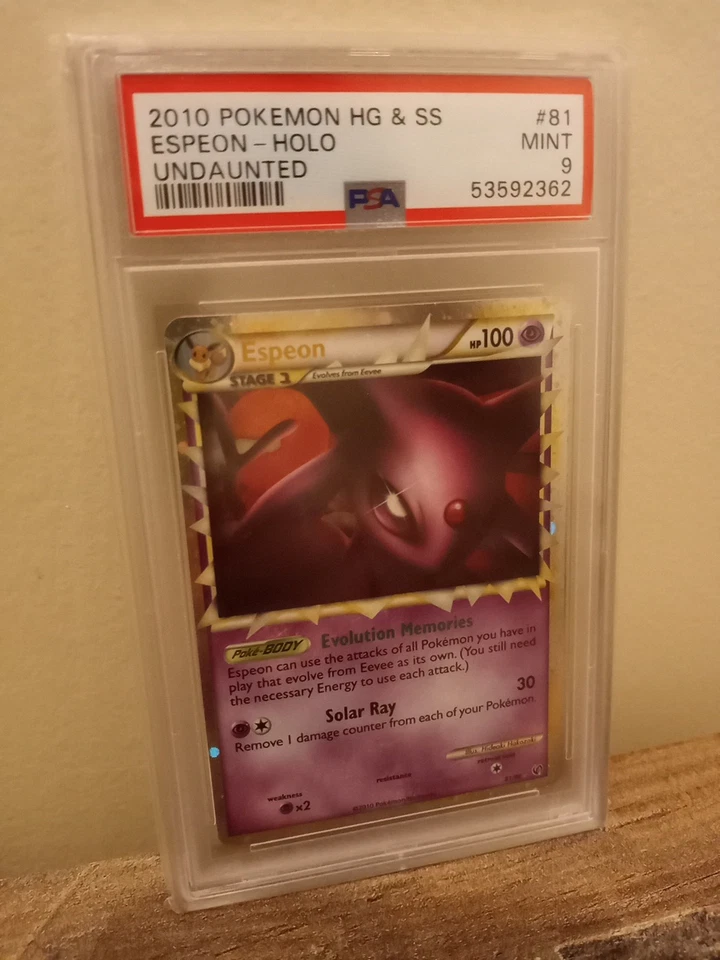 2010 POKEMON HG & SS #81
ESPEON - HOLO MINT
UNDAUNTED 9
PSA 53592362
Espeon HP100
STAGE 1 Evolves from Eevee
Poké-BODY Evolution Memories
Espeon can use the attacks of all Pokémon you have in
play that evolve from Eevee as its own. (You still need
the necessary Energy to use each attack.)
Solar Ray 30
Remove 1 damage counter from each of your Pokémon.
weakness resistance
×2
©2010 Pokémon